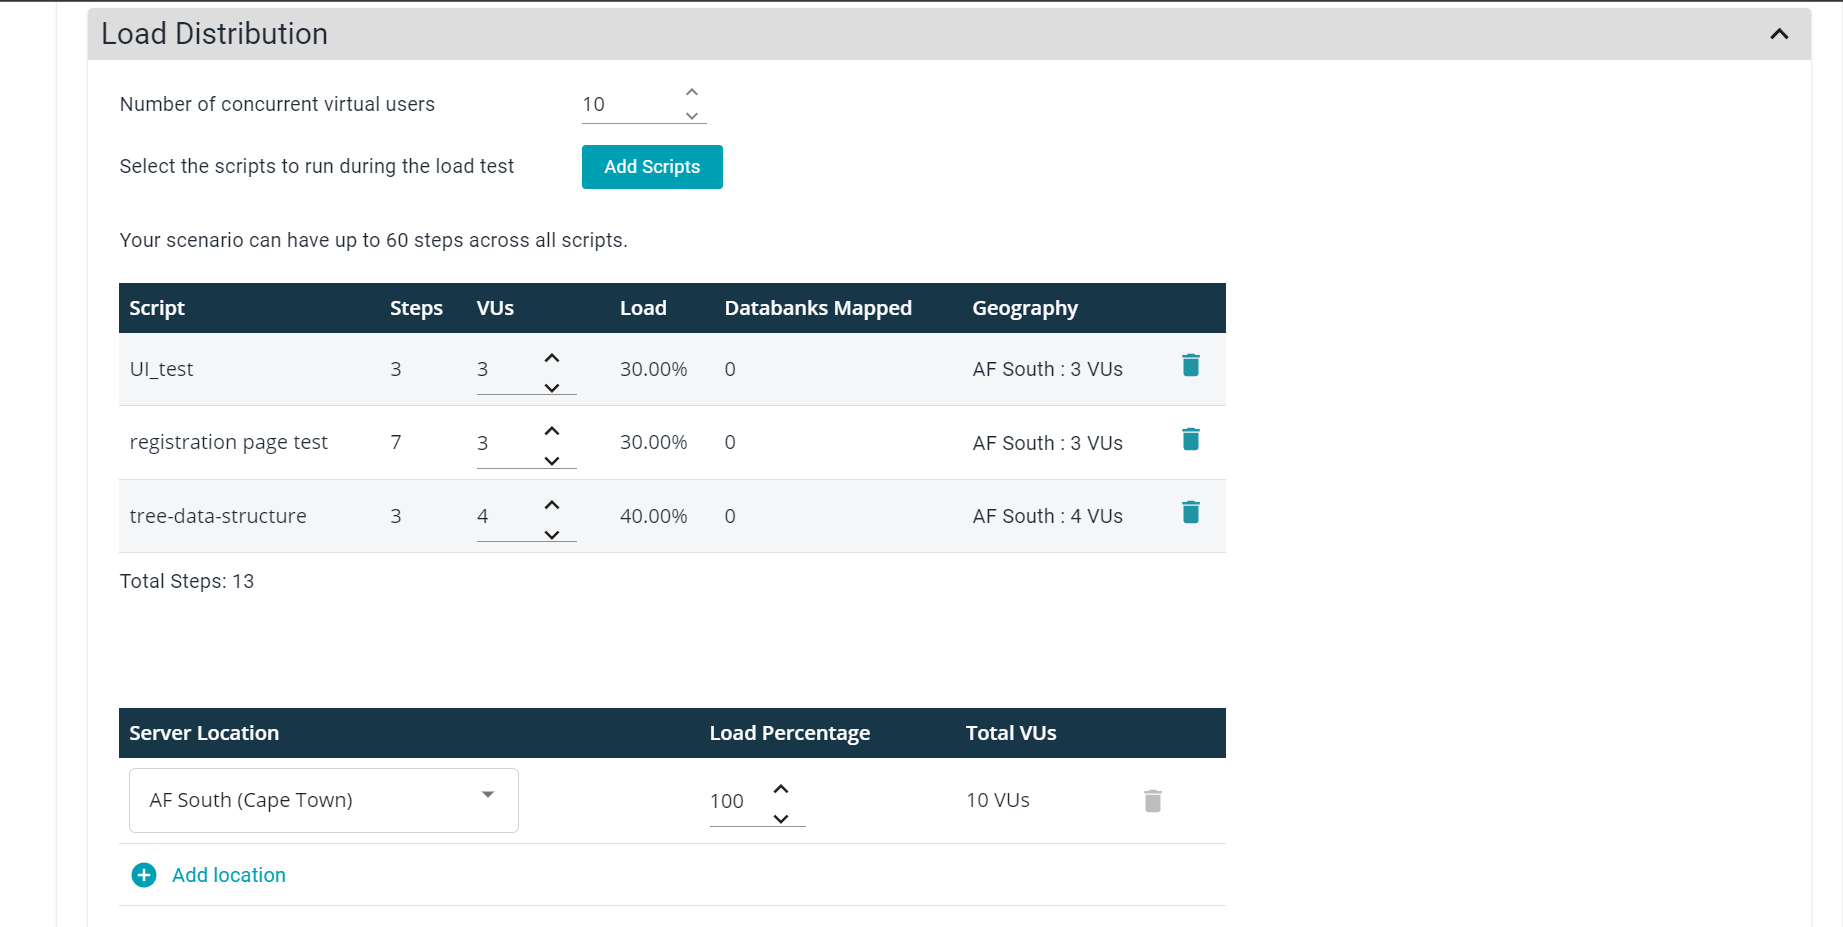 Load Distribution
Number of concurrent virtual users 10
Select the scripts to run during the load test Add Scripts
Your scenario can have up to 60 steps across all scripts.
Script Steps VUs Load Databanks Mapped Geography
UI_test 3 3 30.00% 0 AF South : 3 VUs
registration page test 7 3 30.00% 0 AF South : 3 VUs
tree-data-structure 3 4 40.00% 0 AF South : 4 VUs
Total Steps: 13
Server Location Load Percentage Total VUs
AF South (Cape Town) 100 10 VUs
Add location